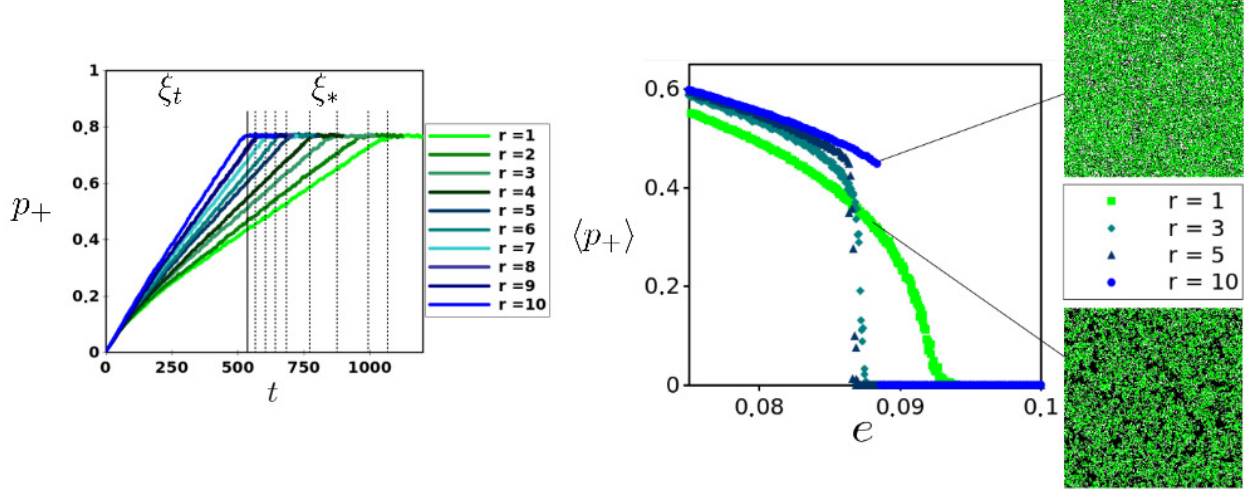 1
0.8
0.6
0.4
0.2
0
p+
ξt
ξ*
0
250
500
750
1000
t
r =1
r =2
r =3
r =4
r =5
r =6
r =7
r =8
r =9
r =10
0.6
0.4
0.2
0
⟨p+⟩
0.08
0.09
0.1
e
r = 1
r = 3
r = 5
r = 10